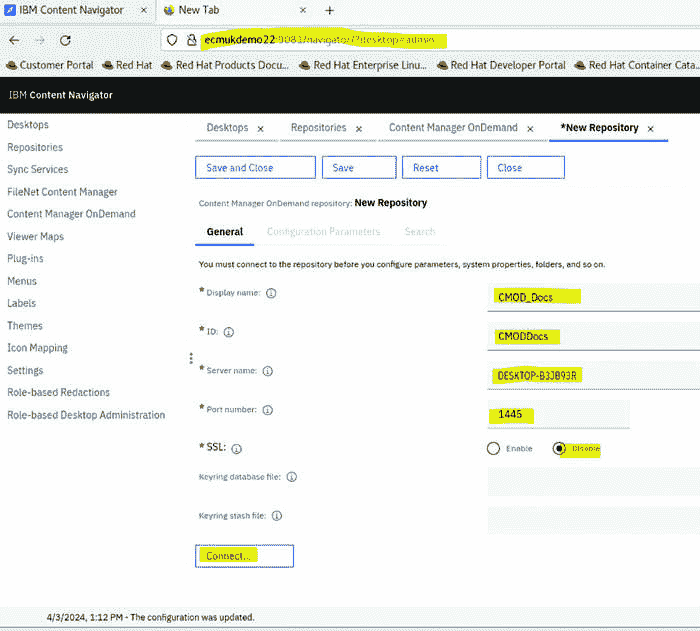 IBM Content Navigator
New Tab
ecmukdemo22:9081/navigator/?desktop=admin
Customer Portal Red Hat Red Hat Products Docu... Red Hat Enterprise Linu... Red Hat Developer Portal Red Hat Container Cata...
IBM Content Navigator
Desktops
Repositories
Sync Services
FileNet Content Manager
Content Manager OnDemand
Viewer Maps
Plug-ins
Icon Mapping
Menus
Labels
Themes
Settings
Role-based Redactions
Role-based Desktop Administration
Desktops Repositories Content Manager OnDemand *New Repository
Save and Close Save Reset Close
Content Manager OnDemand repository: New Repository
General Configuration Parameters Search
You must connect to the repository before you configure parameters, system properties, folders, and so on.
* Display name: CMOD_Docs
* ID: CMODDocs
* Server name: DESKTOP-B3JB93R
* Port number: 1445
* SSL: Enable Disable
Keyring database file:
Keyring stash file:
Connect...
4/3/2024, 1:12 PM - The configuration was updated.